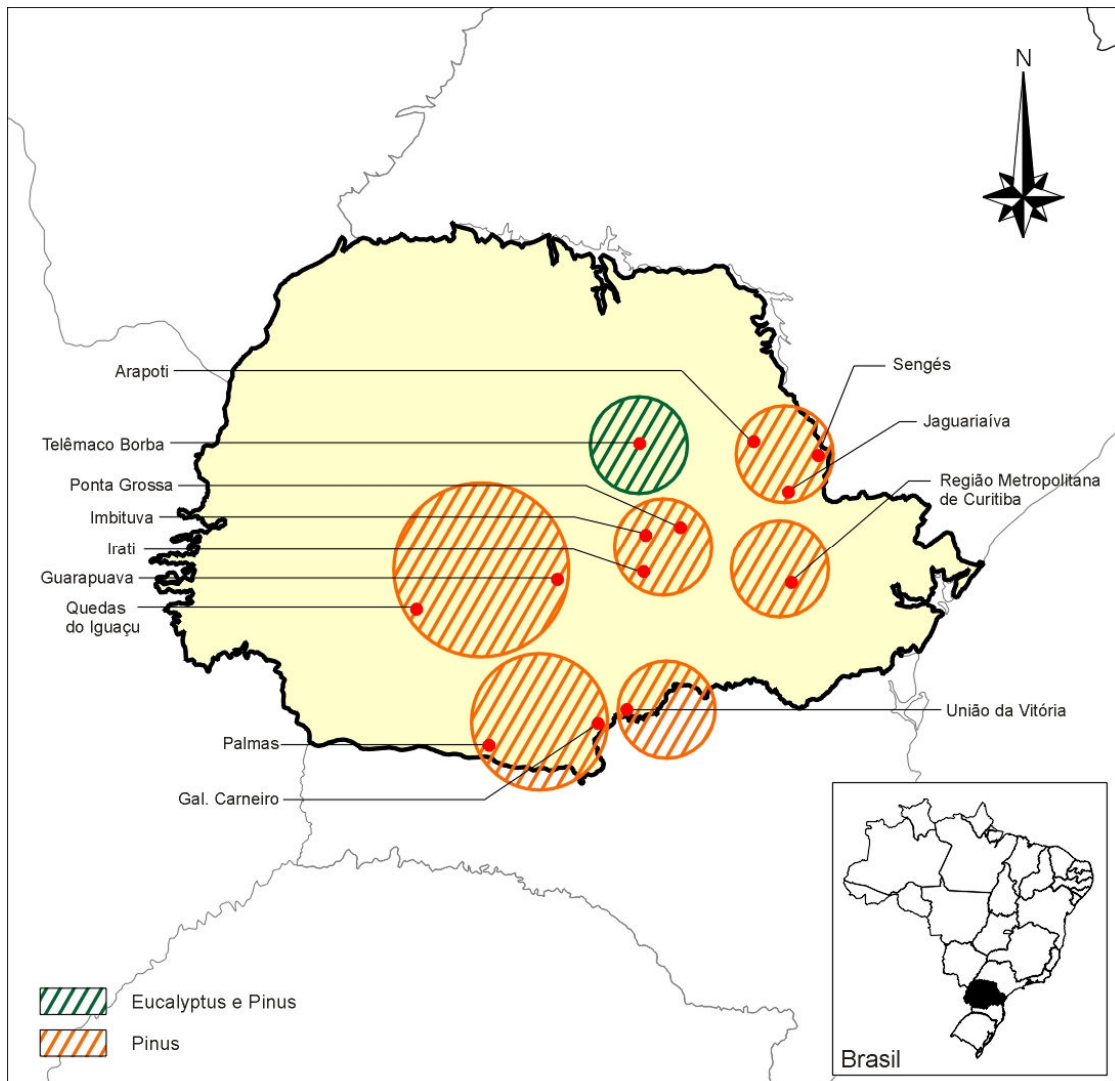 N
Arapoti
Sengés
Jaguariaíva
Telêmaco Borba
Ponta Grossa
Região Metropolitana
de Curitiba
Imbituva
Irati
Guarapuava
Quedas
do Iguaçu
União da Vitória
Palmas
Gal. Carneiro
Eucalyptus e Pinus
Pinus
Brasil